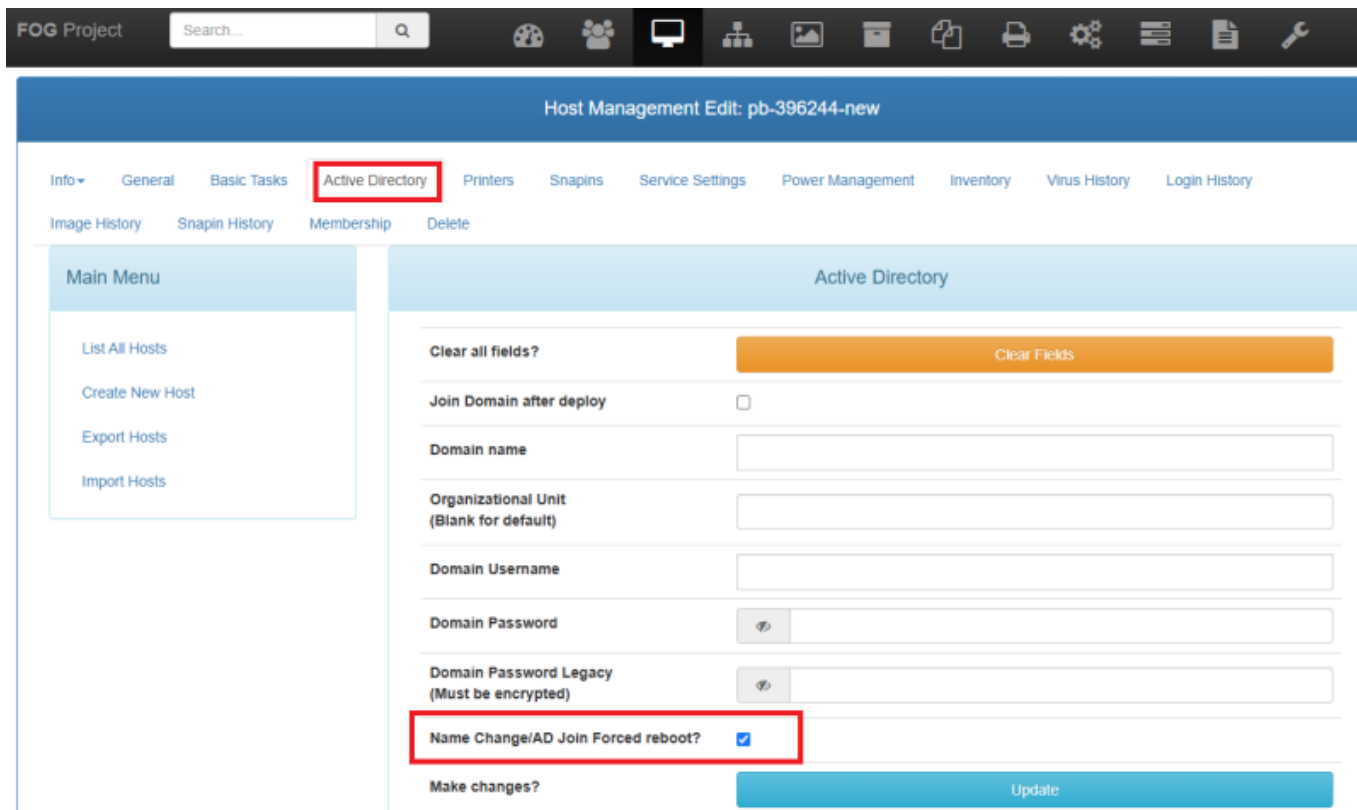 FOG Project
Search...
Host Management Edit: pb-396244-new
Info General Basic Tasks Active Directory Printers Snapins Service Settings Power Management Inventory Virus History Login History
Image History Snapin History Membership Delete
Main Menu
List All Hosts
Create New Host
Export Hosts
Import Hosts
Active Directory
Clear all fields? Clear Fields
Join Domain after deploy
Domain name
Organizational Unit
(Blank for default)
Domain Username
Domain Password
Domain Password Legacy
(Must be encrypted)
Name Change/AD Join Forced reboot?
Make changes? Update